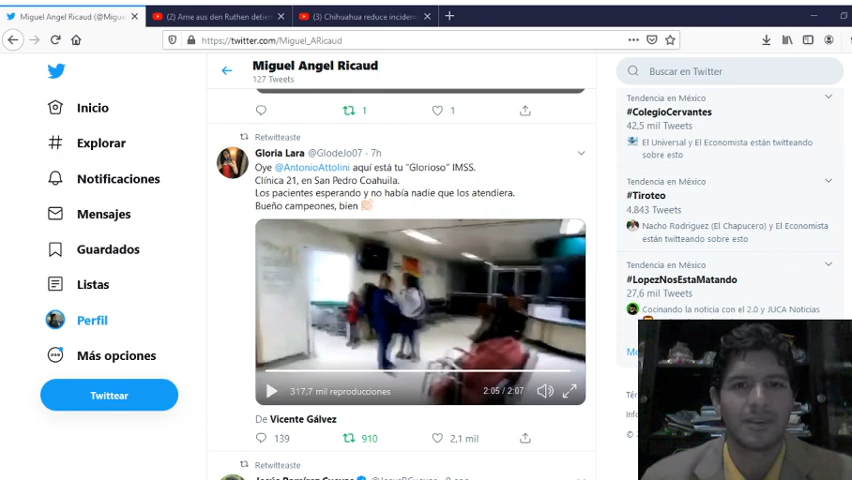 Miguel Angel Ricaud (@Migue
(2) Arne aus den Ruthen detien
(3) Chihuahua reduce inciden
https://twitter.com/Miguel_ARicaud
Miguel Angel Ricaud
127 Tweets
Inicio
Explorar
Notificaciones
Mensajes
Guardados
Listas
Perfil
Más opciones
Twittear
1
1
Retwitteaste
Gloria Lara @GlodeJo07 · 7h
Oye @AntonioAttolini aquí está tu "Glorioso" IMSS.
Clínica 21, en San Pedro Coahuila.
Los pacientes esperando y no había nadie que los atendiera.
Bueño campeones, bien
317,7 mil reproducciones
2:05 / 2:07
De Vicente Gálvez
139
910
2,1 mil
Retwitteaste
Buscar en Twitter
Tendencia en México
#ColegioCervantes
42,5 mil Tweets
El Universal y El Economista están twitteando
sobre esto
Tendencia en México
#Tiroteo
4.843 Tweets
Nacho Rodriguez (El Chapucero) y El Economista
están twitteando sobre esto
Tendencia en México
#LopezNosEstaMatando
27,6 mil Tweets
Cocinando la noticia con el 2.0 y JUCA Noticias